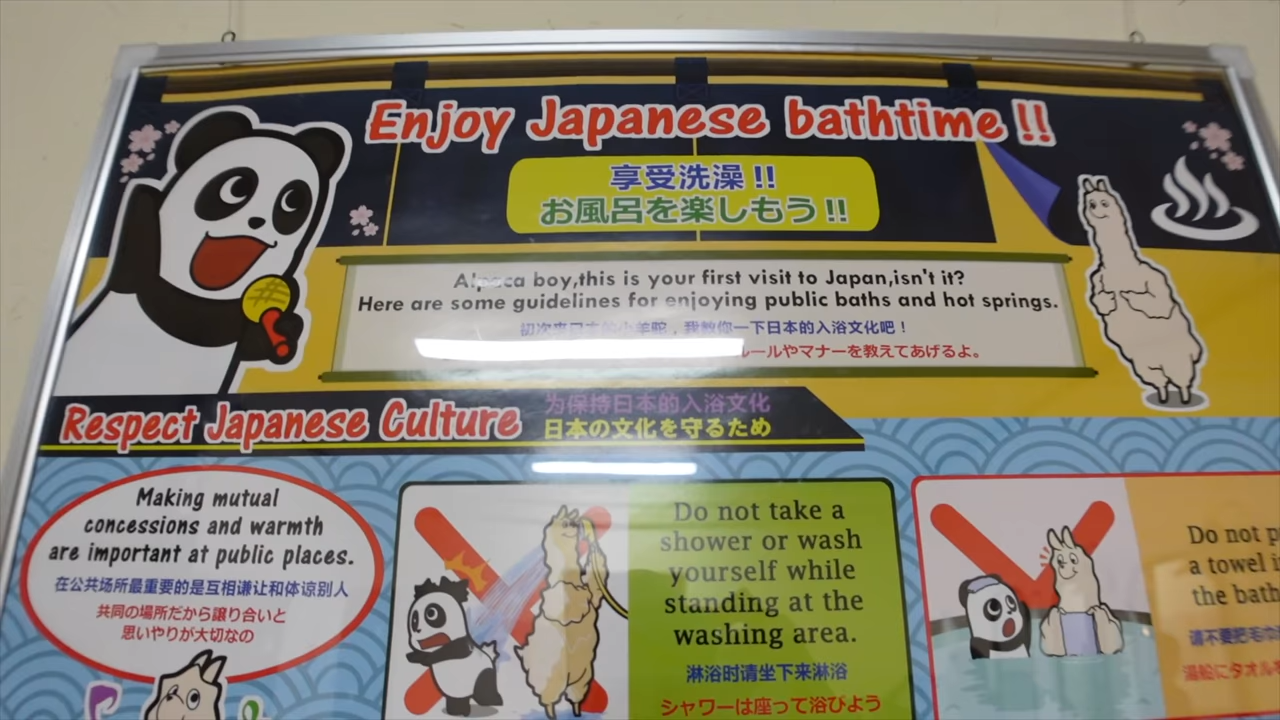 Enjoy Japanese bathtime !!
享受洗澡 !!
お風呂を楽しもう !!
Alpaca boy,this is your first visit to Japan,isn't it?
Here are some guidelines for enjoying public baths and hot springs.
初次来日本的小羊驼，我教你一下日本的入浴文化吧！
ルールやマナーを教えてあげるよ。
Respect Japanese Culture
为保持日本的入浴文化
日本の文化を守るため
Making mutual
concessions and warmth
are important at public places.
在公共场所最重要的是互相谦让和体谅别人
共同の場所だから譲り合いと
思いやりが大切なの
Do not take a
shower or wash
yourself while
standing at the
washing area.
淋浴时请坐下来淋浴
シャワーは座って浴びよう
Do not
a towel
the bath
请不要把毛巾
湯船にタオル